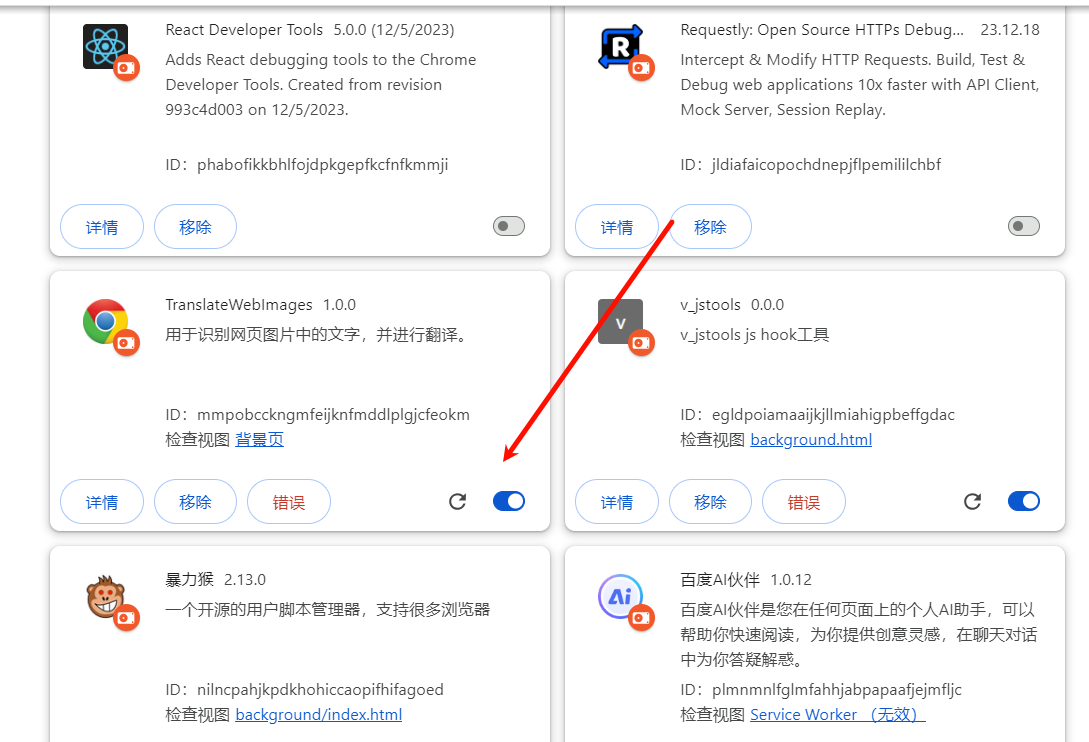 React Developer Tools 5.0.0 (12/5/2023)
Adds React debugging tools to the Chrome
Developer Tools. Created from revision
993c4d003 on 12/5/2023.
ID：phabofikkbhlfojdpkgepfkcfnfkmmji
详情 移除
R
Requestly: Open Source HTTPs Debug... 23.12.18
Intercept & Modify HTTP Requests. Build, Test &
Debug web applications 10x faster with API Client,
Mock Server, Session Replay.
ID：jldiafaicopochdnepjflpemililchbf
详情 移除
TranslateWebImages 1.0.0
用于识别网页图片中的文字，并进行翻译。
ID：mmpobcckngmfeijknfmddlplgjcfeokm
检查视图 背景页
详情 移除 错误
V
v_jstools 0.0.0
v_jstools js hook工具
ID：egldpoiamaaijkjllmiahigpbeffgdac
检查视图 background.html
详情 移除 错误
暴力猴 2.13.0
一个开源的用户脚本管理器，支持很多浏览器
ID：nilncpahjkpdkhohiccaopifhifagoed
检查视图 background/index.html
Ai
百度AI伙伴 1.0.12
百度AI伙伴是您在任何页面上的个人AI助手，可以
帮助你快速阅读，为你提供创意灵感，在聊天对话
中为你答疑解惑。
ID：plmnmnlfglmfahhjabpapaafjejmfljc
检查视图 Service Worker （无效）